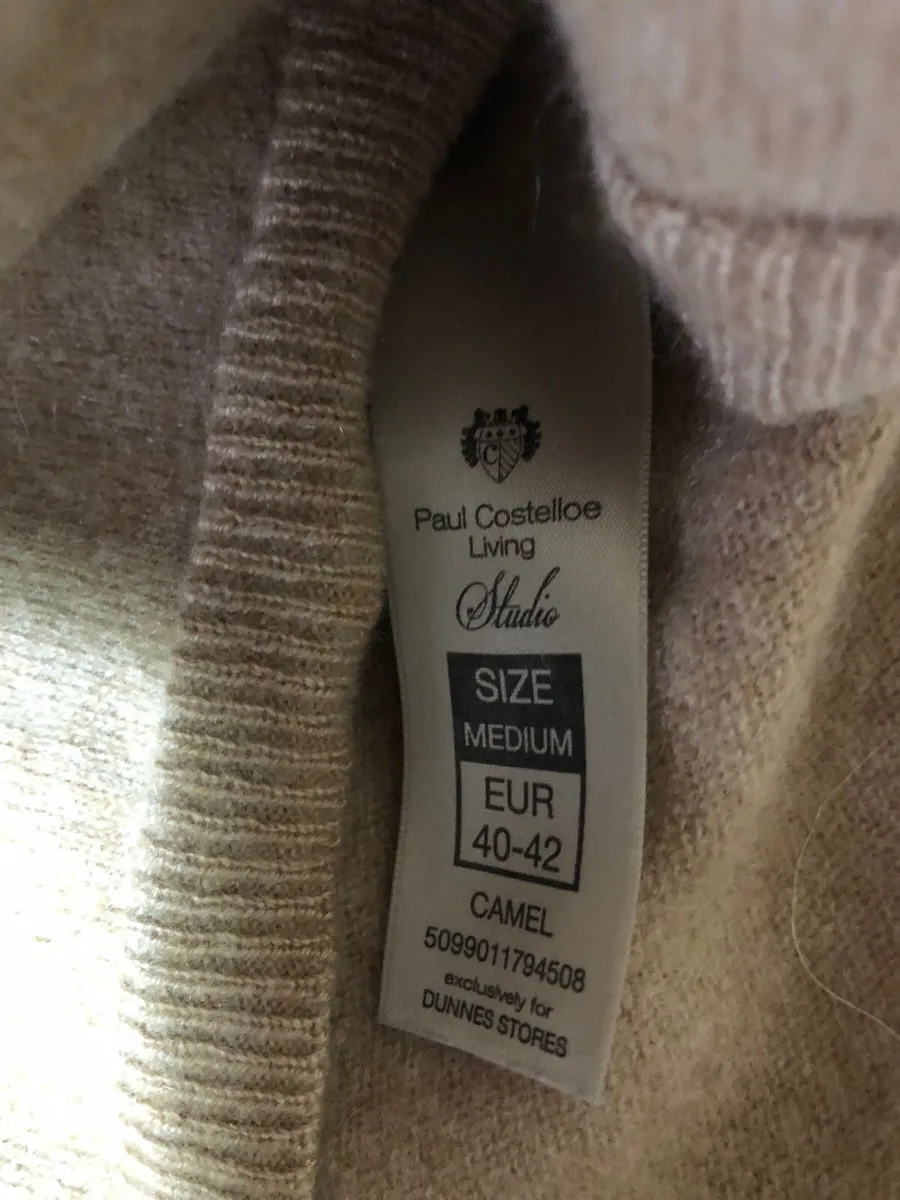 C
Paul Costelloe
Living
Studio
SIZE
MEDIUM
EUR
40-42
CAMEL
5099011794508
exclusively for
DUNNES STORES